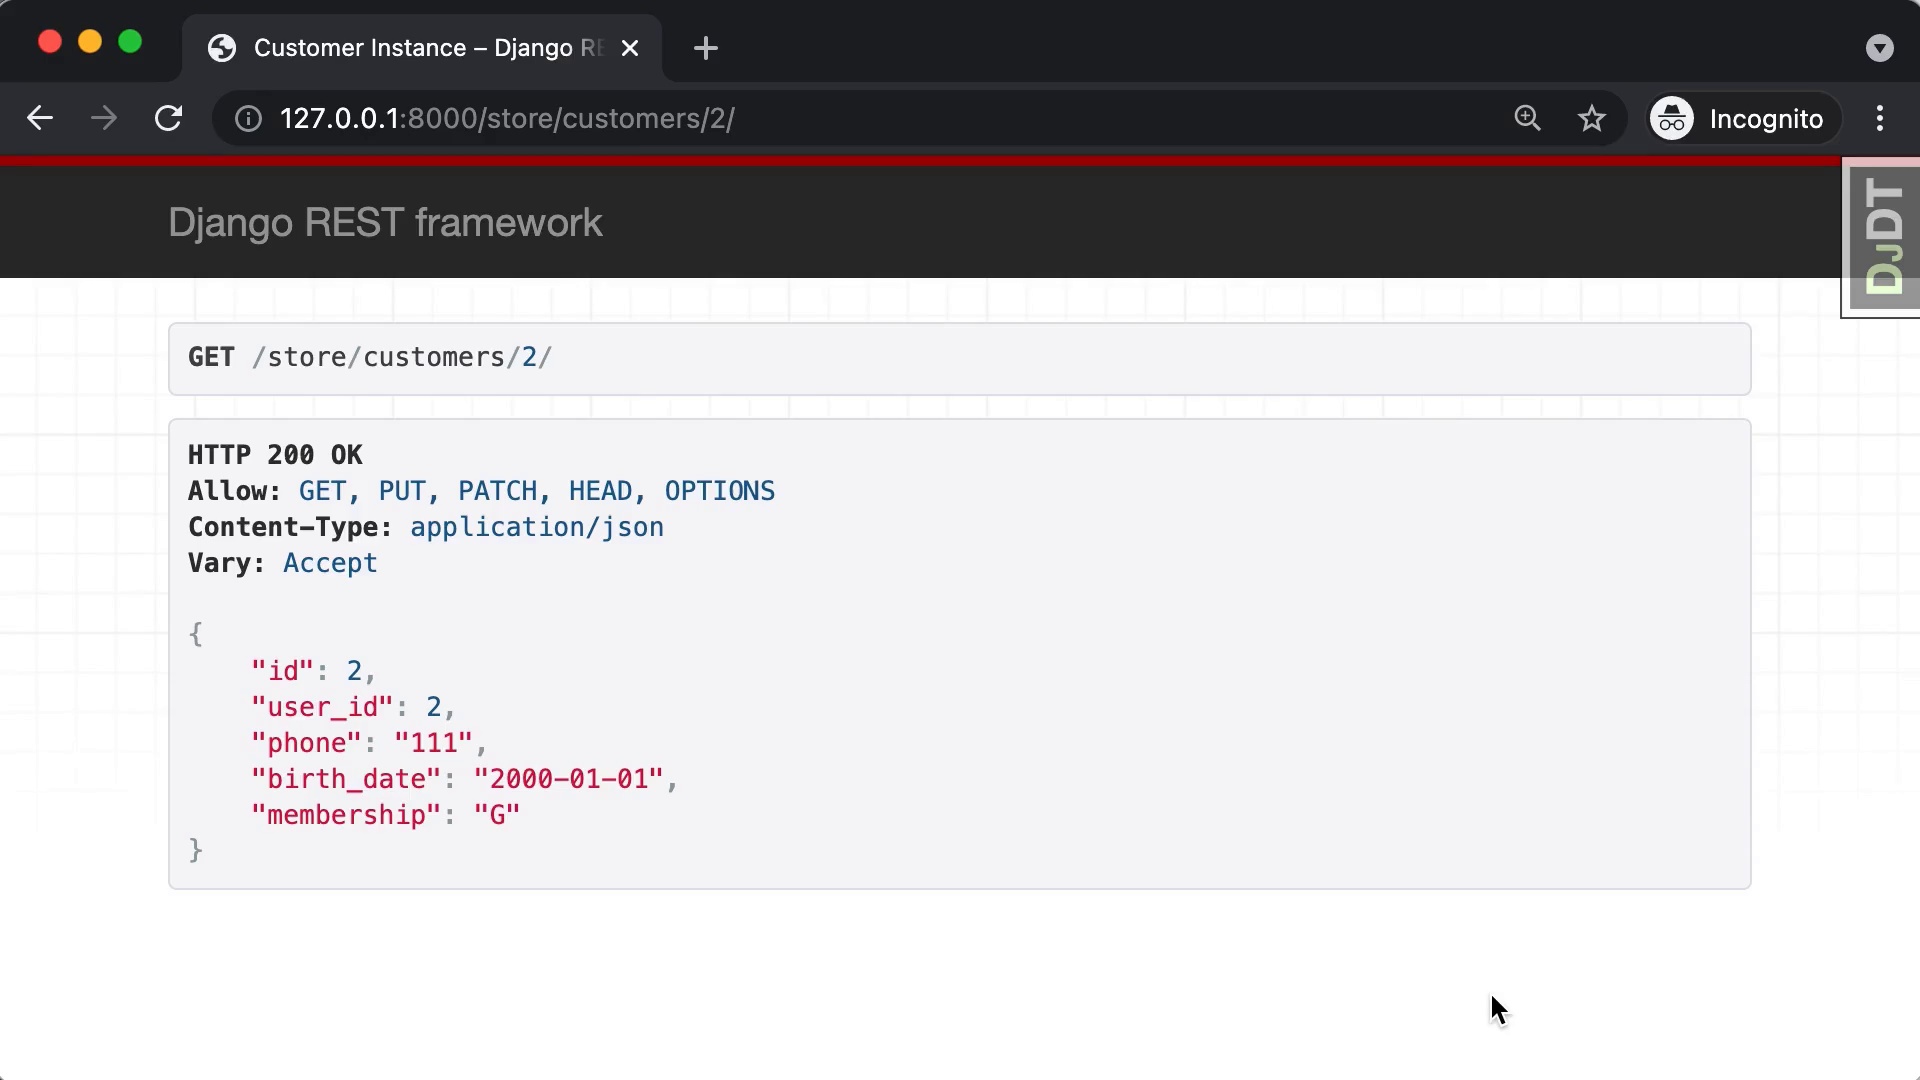 Customer Instance – Django RE
127.0.0.1:8000/store/customers/2/
Incognito
Django REST framework
DJDT
GET /store/customers/2/
HTTP 200 OK
Allow: GET, PUT, PATCH, HEAD, OPTIONS
Content-Type: application/json
Vary: Accept
{
    "id": 2,
    "user_id": 2,
    "phone": "111",
    "birth_date": "2000-01-01",
    "membership": "G"
}